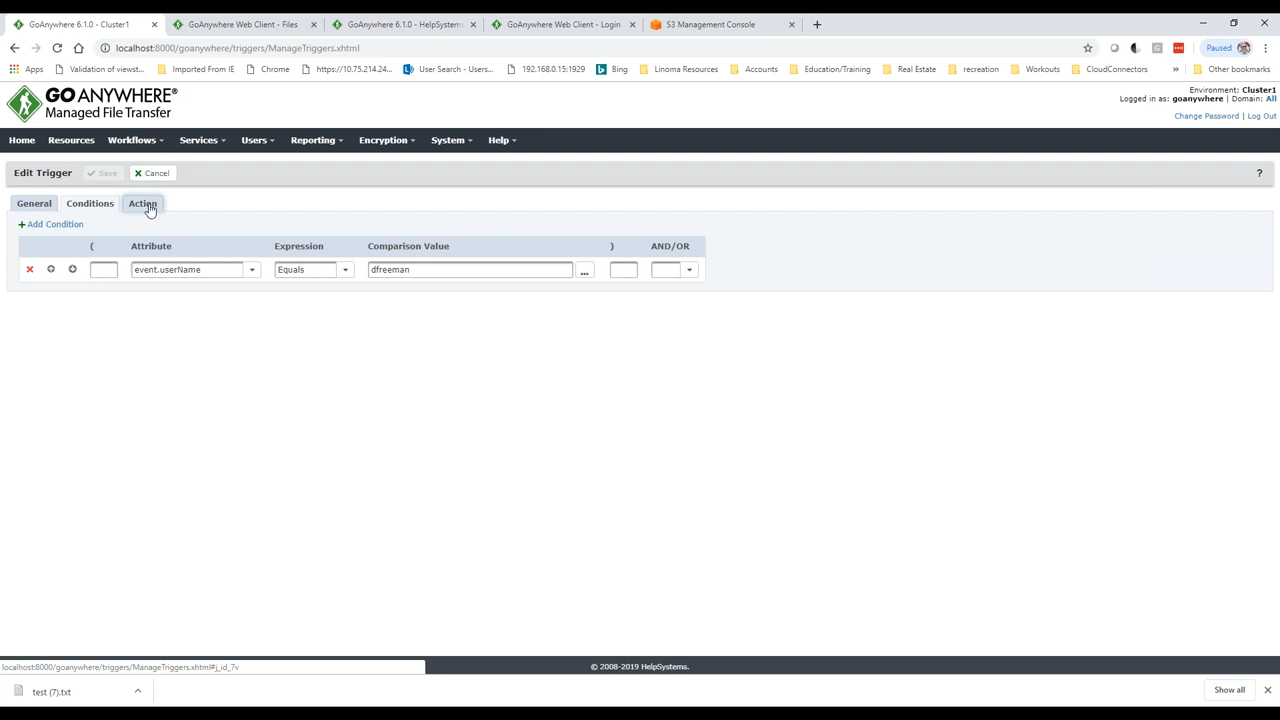 GoAnywhere 6.1.0 - Cluster1
GoAnywhere Web Client - Files
GoAnywhere 6.1.0 - HelpSystems
GoAnywhere Web Client - Login
S3 Management Console
localhost:8000/goanywhere/triggers/ManageTriggers.xhtml
Paused
Apps
Validation of viewst...
Imported From IE
Chrome
https://10.75.214.24...
User Search - Users...
192.168.0.15:1929
Bing
Linoma Resources
Accounts
Education/Training
Real Estate
recreation
Workouts
CloudConnectors
»
Other bookmarks
GO ANYWHERE®
Managed File Transfer
Environment: Cluster1
Logged in as: goanywhere | Domain: All
Change Password | Log Out
Home Resources Workflows Services Users Reporting Encryption System Help
Edit Trigger Save Cancel ?
General Conditions Action
Add Condition
( Attribute Expression Comparison Value ) AND/OR
event.userName Equals dfreeman ...
localhost:8000/goanywhere/triggers/ManageTriggers.xhtml#j_id_7v
© 2008-2019 HelpSystems.
test (7).txt
Show all